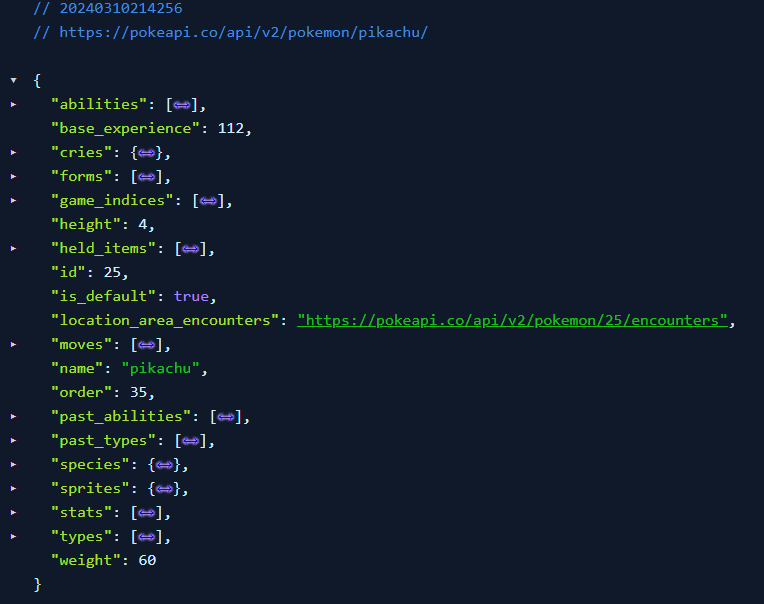 // 20240310214256
// https://pokeapi.co/api/v2/pokemon/pikachu/
{
"abilities": [⇔],
"base_experience": 112,
"cries": {⇔},
"forms": [⇔],
"game_indices": [⇔],
"height": 4,
"held_items": [⇔],
"id": 25,
"is_default": true,
"location_area_encounters": "https://pokeapi.co/api/v2/pokemon/25/encounters",
"moves": [⇔],
"name": "pikachu",
"order": 35,
"past_abilities": [⇔],
"past_types": [⇔],
"species": {⇔},
"sprites": {⇔},
"stats": [⇔],
"types": [⇔],
"weight": 60
}